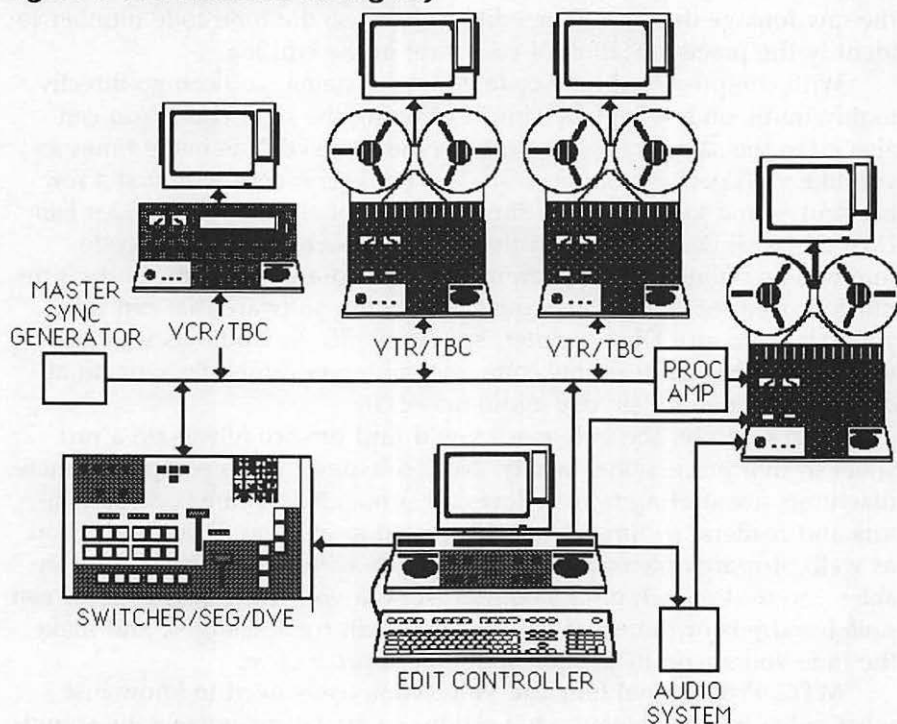 MASTER
SYNC
GENERATOR
VCR/TBC
VTR/TBC
VTR/TBC
PROC
AMP
SWITCHER/SEG/DVE
EDIT CONTROLLER
AUDIO
SYSTEM